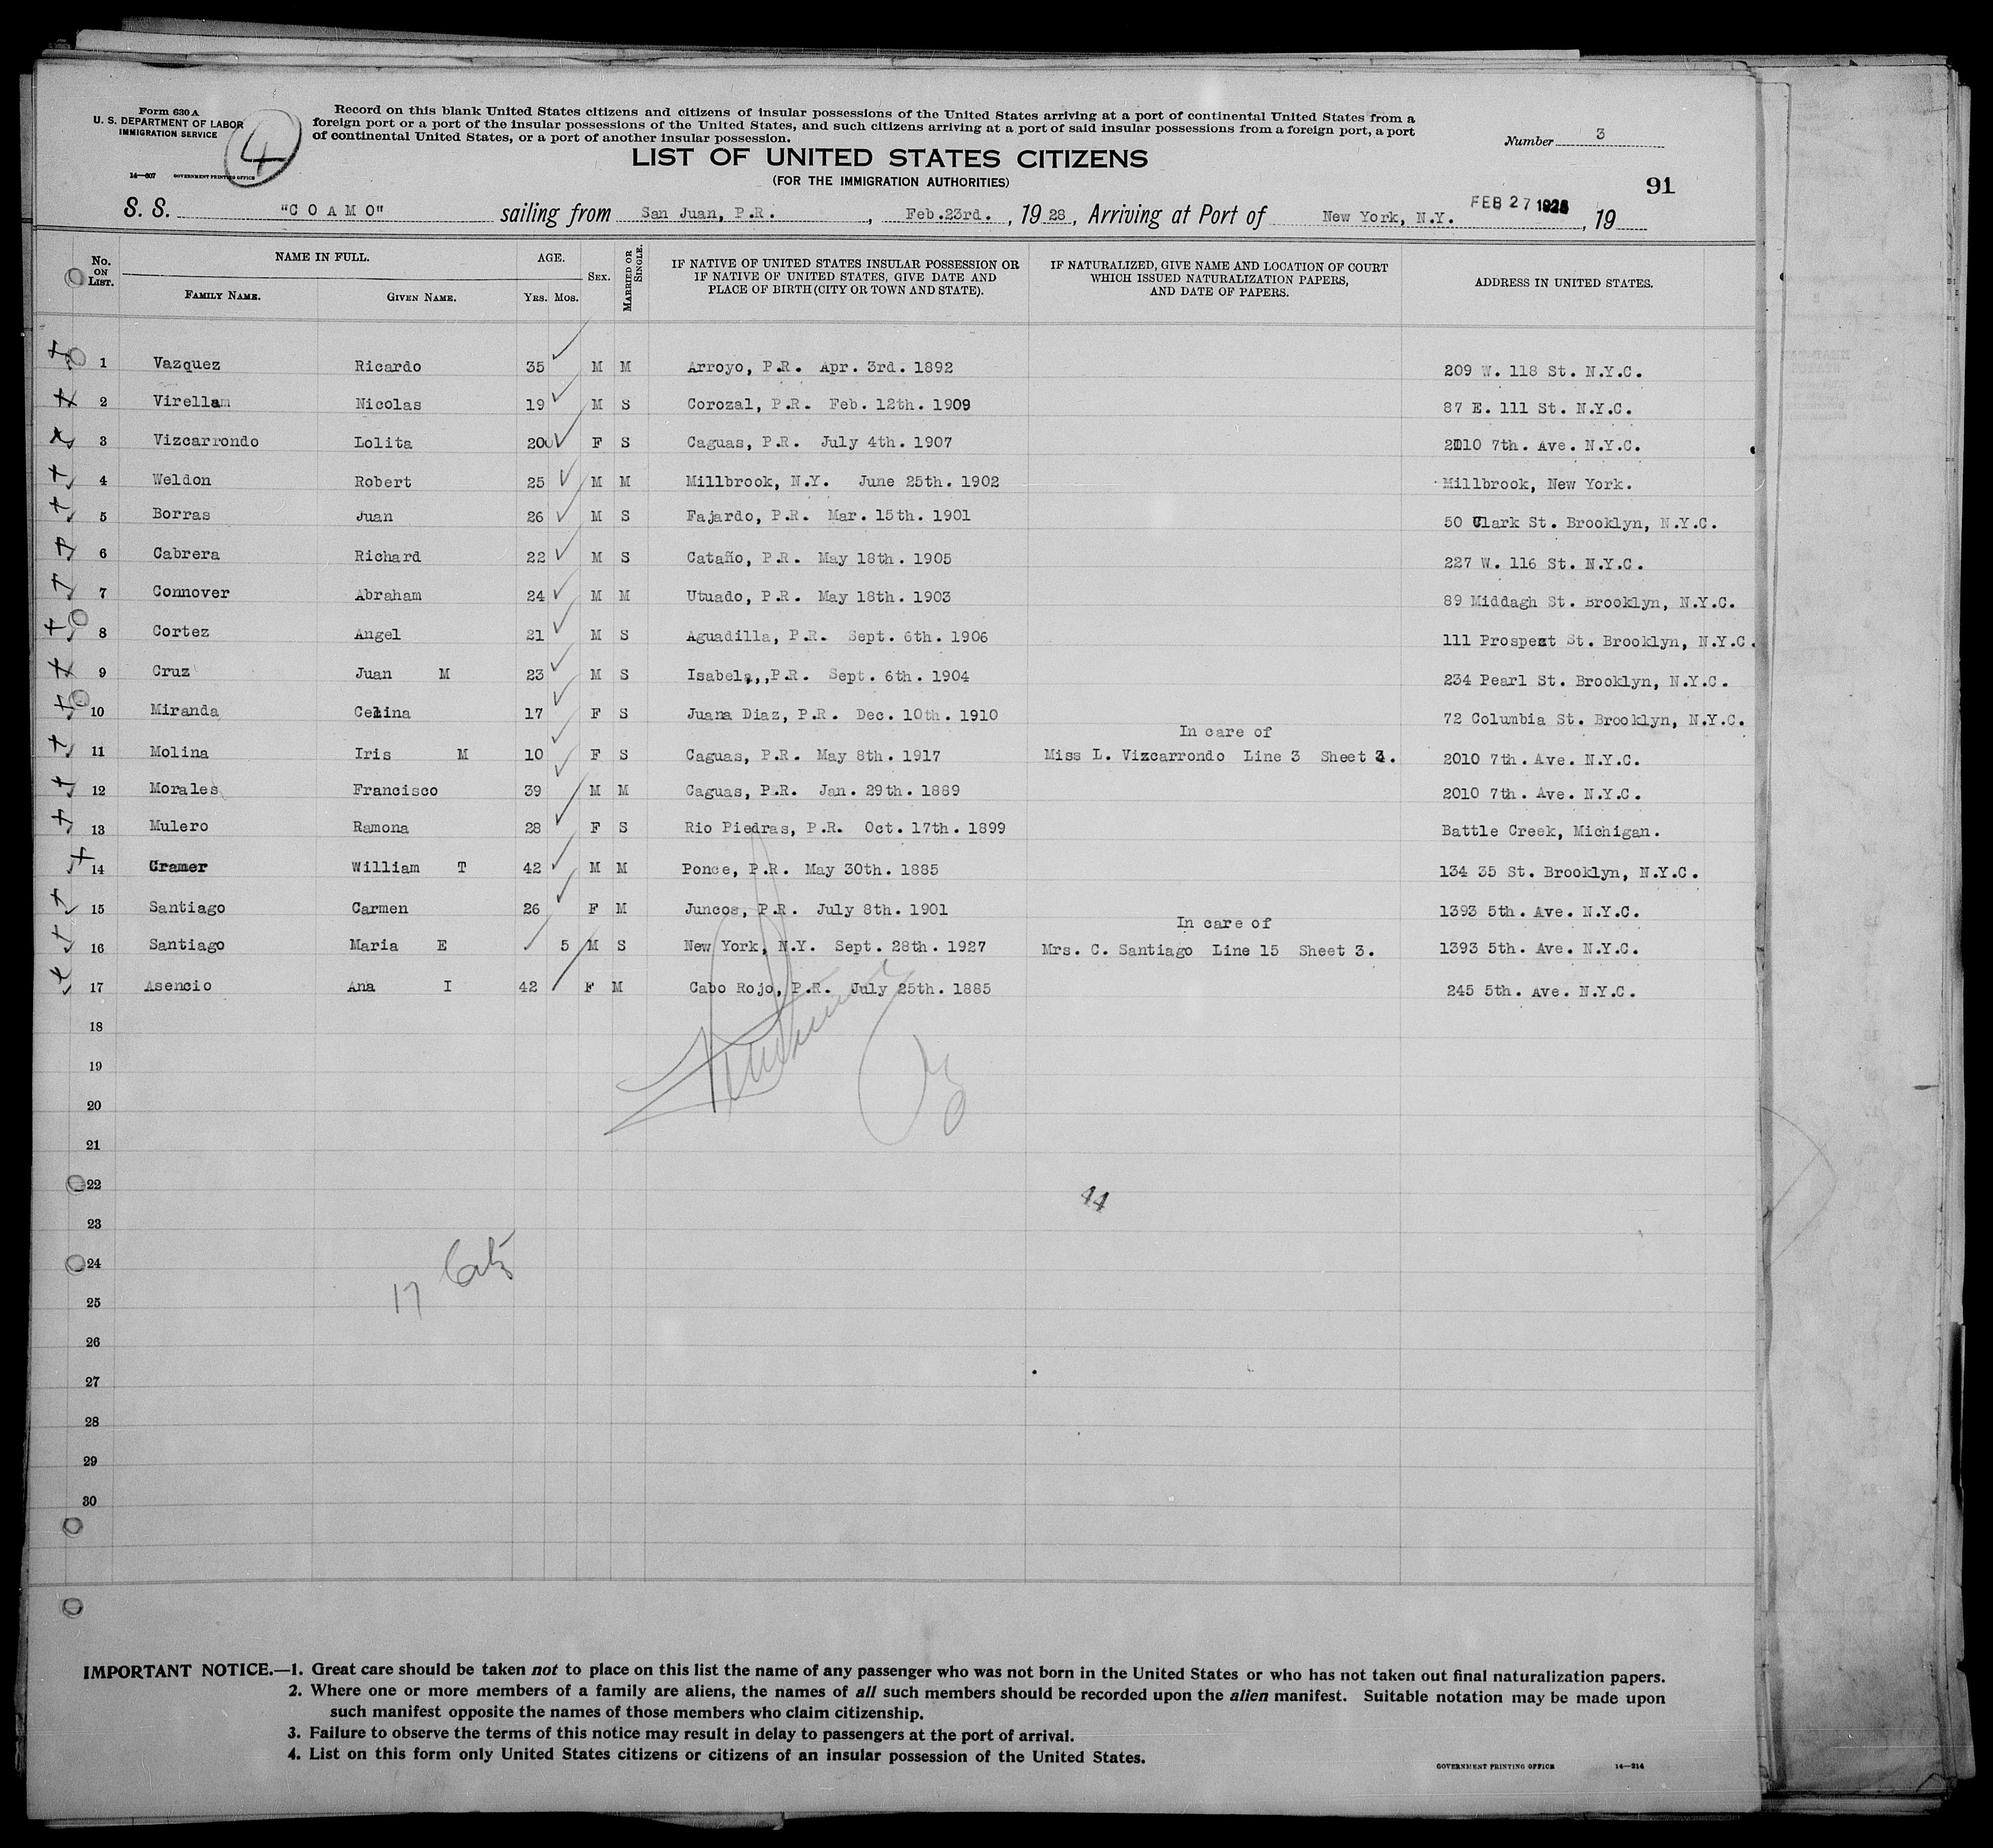 Form 630 A
U. S. DEPARTMENT OF LABOR
IMMIGRATION SERVICE
4
14—607 GOVERNMENT PRINTING OFFICE
Record on this blank United States citizens and citizens of insular possessions of the United States arriving at a port of continental United States from a
foreign port or a port of the insular possessions of the United States, and such citizens arriving at a port of said insular possessions from a foreign port, a port
of continental United States, or a port of another insular possession.
Number 3
LIST OF UNITED STATES CITIZENS
(FOR THE IMMIGRATION AUTHORITIES)
91
S. S. "COAMO" sailing from San Juan, P.R. , Feb.23rd. , 19 28 , Arriving at Port of New York, N.Y. FEB 27 1928 , 19
No. ON LIST.
NAME IN FULL.
FAMILY NAME. GIVEN NAME.
AGE.
YRS. MOS.
SEX.
MARRIED OR SINGLE.
IF NATIVE OF UNITED STATES INSULAR POSSESSION OR
IF NATIVE OF UNITED STATES, GIVE DATE AND
PLACE OF BIRTH (CITY OR TOWN AND STATE).
IF NATURALIZED, GIVE NAME AND LOCATION OF COURT
WHICH ISSUED NATURALIZATION PAPERS,
AND DATE OF PAPERS.
ADDRESS IN UNITED STATES.
1 Vazquez Ricardo 35 M M Arroyo, P.R. Apr. 3rd. 1892 209 W. 118 St. N.Y.C.
2 Virella Nicolas 19 M S Corozal, P.R. Feb. 12th. 1909 87 E. 111 St. N.Y.C.
3 Vizcarrondo Lolita 20 F S Caguas, P.R. July 4th. 1907 2010 7th. Ave. N.Y.C.
4 Weldon Robert 25 M M Millbrook, N.Y. June 25th. 1902 Millbrook, New York.
5 Borras Juan 26 M S Fajardo, P.R. Mar. 15th. 1901 50 Clark St. Brooklyn, N.Y.C.
6 Cabrera Richard 22 M S Cataño, P.R. May 18th. 1905 227 W. 116 St. N.Y.C.
7 Connover Abraham 24 M M Utuado, P.R. May 18th. 1903 89 Middagh St. Brooklyn, N.Y.C.
8 Cortez Angel 21 M S Aguadilla, P.R. Sept. 6th. 1906 111 Prospect St. Brooklyn, N.Y.C.
9 Cruz Juan M 23 M S Isabela, P.R. Sept. 6th. 1904 234 Pearl St. Brooklyn, N.Y.C.
10 Miranda Celina 17 F S Juana Diaz, P.R. Dec. 10th. 1910 72 Columbia St. Brooklyn, N.Y.C.
In care of
11 Molina Iris M 10 F S Caguas, P.R. May 8th. 1917 Miss L. Vizcarrondo Line 3 Sheet 3. 2010 7th. Ave. N.Y.C.
12 Morales Francisco 39 M M Caguas, P.R. Jan. 29th. 1889 2010 7th. Ave. N.Y.C.
13 Mulero Ramona 28 F S Rio Piedras, P.R. Oct. 17th. 1899 Battle Creek, Michigan.
14 Cramer William T 42 M M Ponce, P.R. May 30th. 1885 134 35 St. Brooklyn, N.Y.C.
15 Santiago Carmen 26 F M Juncos, P.R. July 8th. 1901 1393 5th. Ave. N.Y.C.
In care of
16 Santiago Maria E 5 M S New York, N.Y. Sept. 28th. 1927 Mrs. C. Santiago Line 15 Sheet 3. 1393 5th. Ave. N.Y.C.
17 Asencio Ana I 42 F M Cabo Rojo, P.R. July 25th. 1885 245 5th. Ave. N.Y.C.
18
19
20
21
22
44
23
24
17
25
26
27
28
29
30
IMPORTANT NOTICE.—1. Great care should be taken not to place on this list the name of any passenger who was not born in the United States or who has not taken out final naturalization papers.
2. Where one or more members of a family are aliens, the names of all such members should be recorded upon the alien manifest. Suitable notation may be made upon
such manifest opposite the names of those members who claim citizenship.
3. Failure to observe the terms of this notice may result in delay to passengers at the port of arrival.
4. List on this form only United States citizens or citizens of an insular possession of the United States.
GOVERNMENT PRINTING OFFICE 14—214